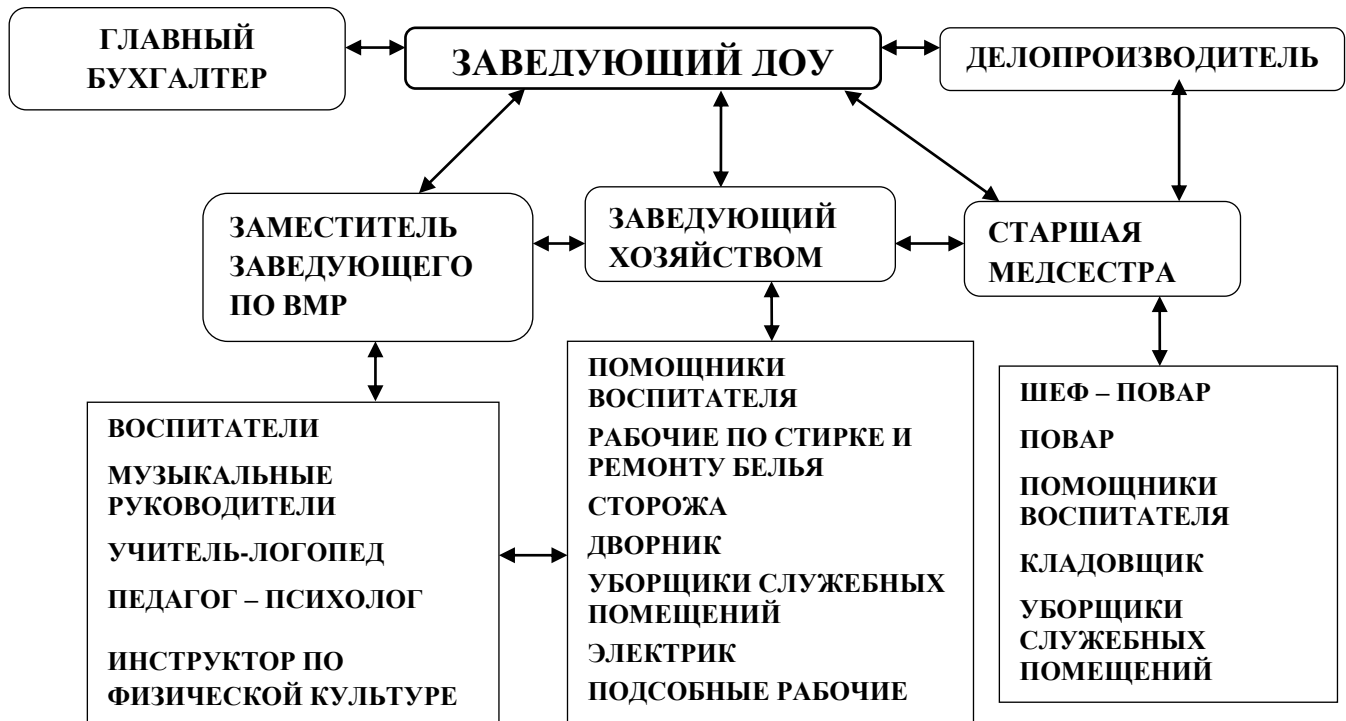 ГЛАВНЫЙ
БУХГАЛТЕР
ЗАВЕДУЮЩИЙ ДОУ
ДЕЛОПРОИЗВОДИТЕЛЬ
ЗАМЕСТИТЕЛЬ
ЗАВЕДУЮЩЕГО
ПО ВМР
ЗАВЕДУЮЩИЙ
ХОЗЯЙСТВОМ
СТАРШАЯ
МЕДСЕСТРА
ВОСПИТАТЕЛИ
МУЗЫКАЛЬНЫЕ
РУКОВОДИТЕЛИ
УЧИТЕЛЬ-ЛОГОПЕД
ПЕДАГОГ – ПСИХОЛОГ
ИНСТРУКТОР ПО
ФИЗИЧЕСКОЙ КУЛЬТУРЕ
ПОМОЩНИКИ
ВОСПИТАТЕЛЯ
РАБОЧИЕ ПО СТИРКЕ И
РЕМОНТУ БЕЛЬЯ
СТОРОЖА
ДВОРНИК
УБОРЩИКИ СЛУЖЕБНЫХ
ПОМЕЩЕНИЙ
ЭЛЕКТРИК
ПОДСОБНЫЕ РАБОЧИЕ
ШЕФ – ПОВАР
ПОВАР
ПОМОЩНИКИ
ВОСПИТАТЕЛЯ
КЛАДОВЩИК
УБОРЩИКИ
СЛУЖЕБНЫХ
ПОМЕЩЕНИЙ